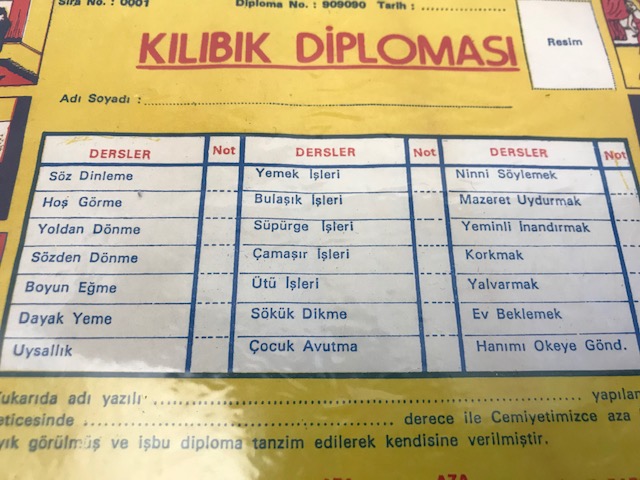 Sıra No. : 0001 Diploma No. : 909090 Tarih :
KILIBIK DİPLOMASI
Resim
Adı Soyadı :
DERSLER Not DERSLER Not DERSLER Not
Söz Dinleme Yemek İşleri Ninni Söylemek
Hoş Görme Bulaşık İşleri Mazeret Uydurmak
Yoldan Dönme Süpürge İşleri Yeminli İnandırmak
Sözden Dönme Çamaşır İşleri Korkmak
Boyun Eğme Ütü İşleri Yalvarmak
Dayak Yeme Sökük Dikme Ev Beklemek
Uysallık Çocuk Avutma Hanımı Okeye Gönd.
ukarıda adı yazılı yapılan
eticesinde derece ile Cemiyetimizce aza
yık görülmüş ve işbu diploma tanzim edilerek kendisine verilmiştir.
AZA